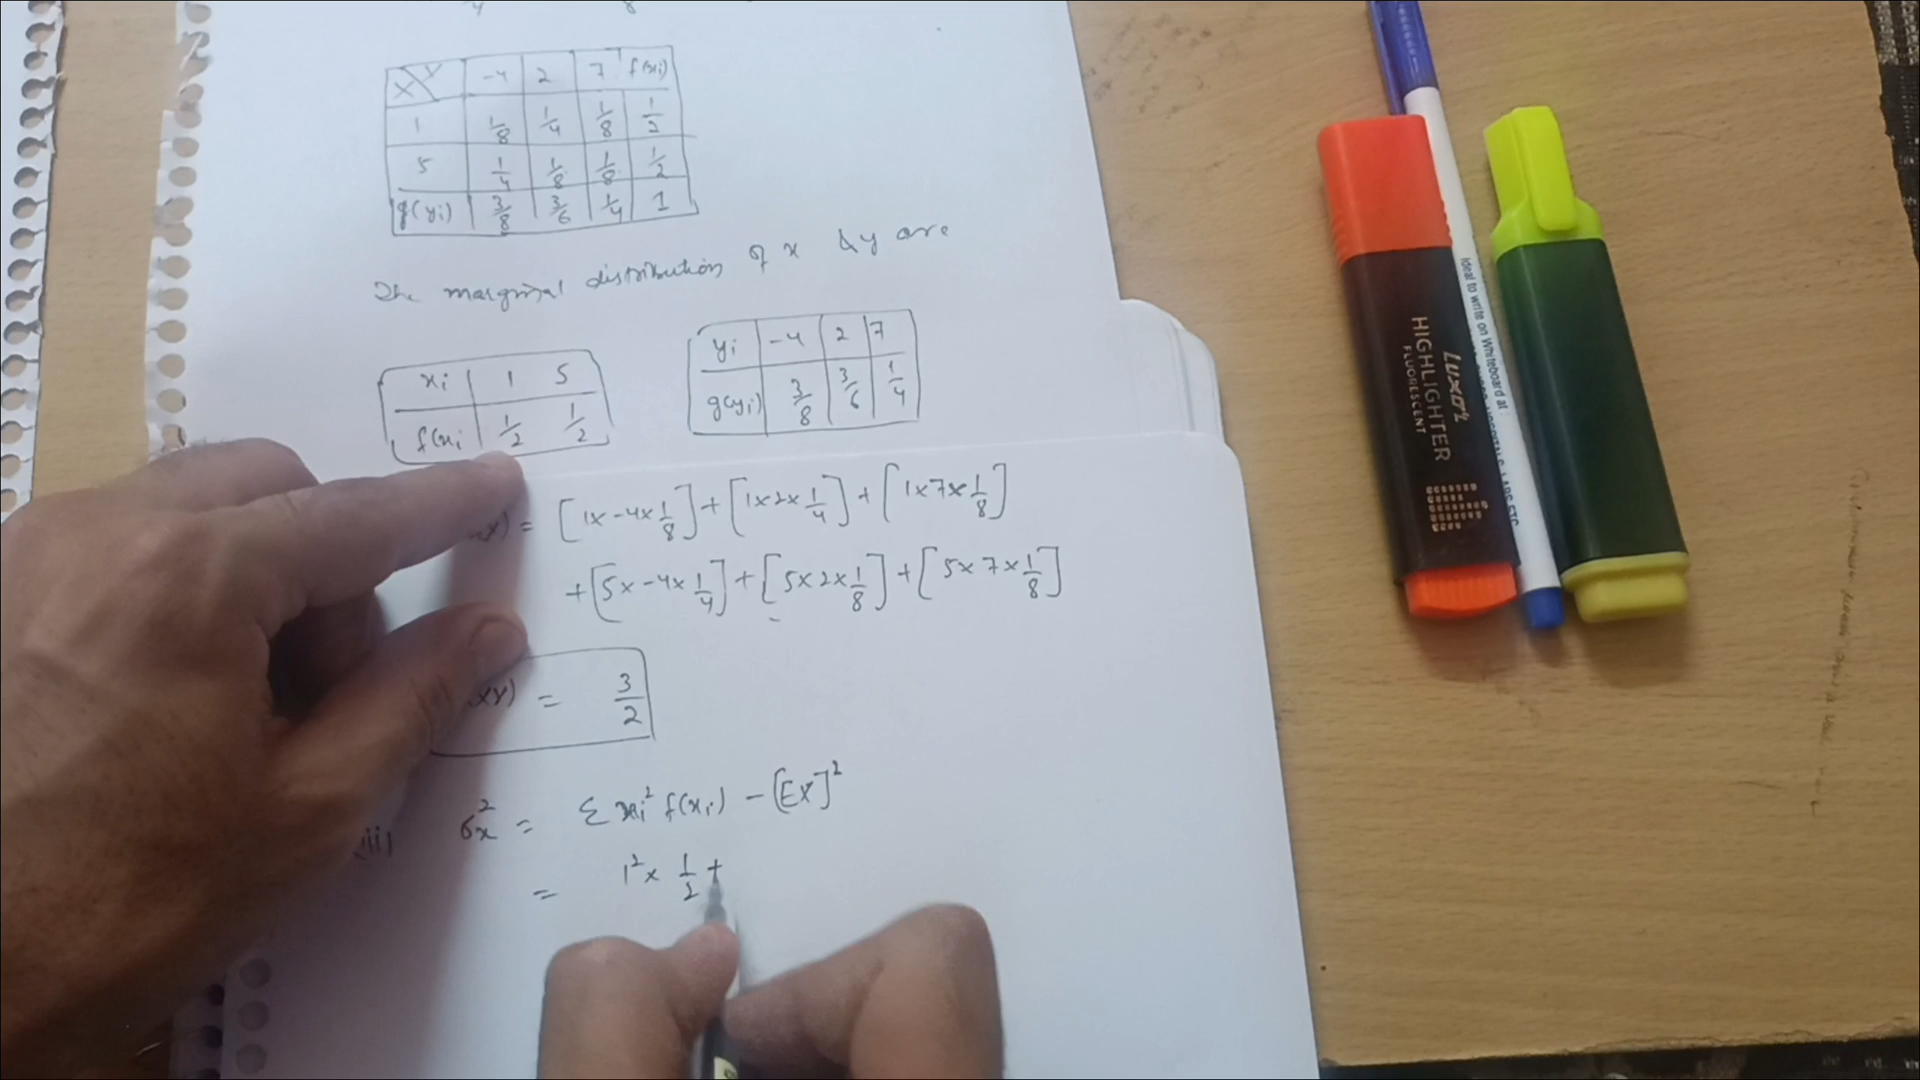 X Y -4 2 7 f(xi)
1 1/8 1/4 1/8 1/2
5 1/4 1/8 1/8 1/2
g(yi) 3/8 3/6 1/4 1
The marginal distribution of x & y are
xi 1 5
f(xi 1/2 1/2
yi -4 2 7
g(yi) 3/8 3/6 1/4
= [1x-4x1/8]+[1x2x1/4]+[1x7x1/8]
+[5x-4x1/4]+[5x2x1/8]+[5x7x1/8]
XY) = 3/2
iii) σx² = Σxi² f(xi) - [EX]²
= 1² x 1/2 +
Luxor
HIGHLIGHTER
FLUORESCENT
Ideal to write on Whiteboard at